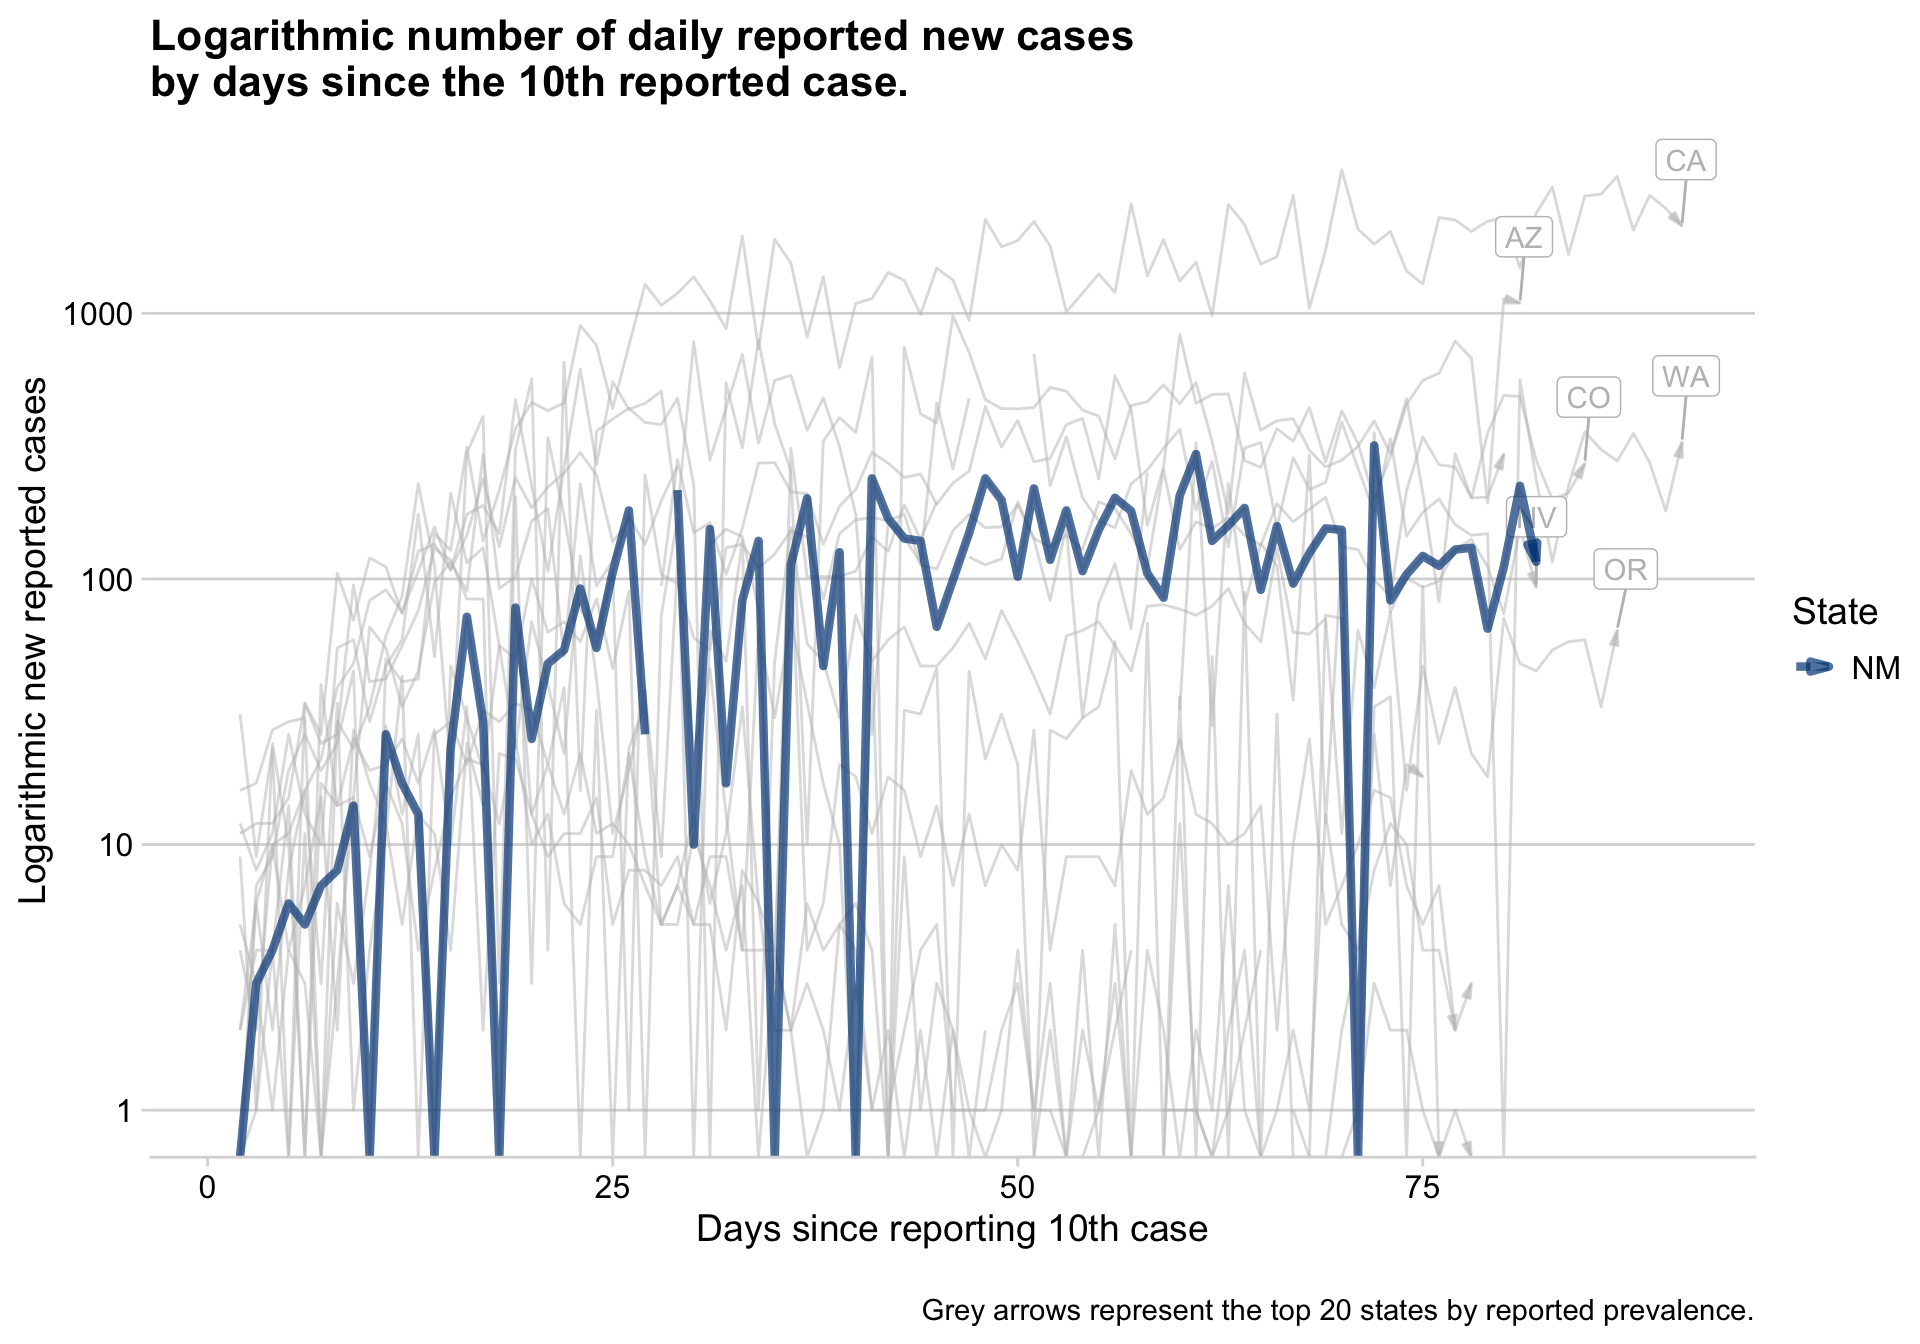 Logarithmic number of daily reported new cases
by days since the 10th reported case.
Logarithmic new reported cases
1000
100
10
1
CA
AZ
WA
CO
NV
OR
State
NM
0
25
50
75
Days since reporting 10th case
Grey arrows represent the top 20 states by reported prevalence.